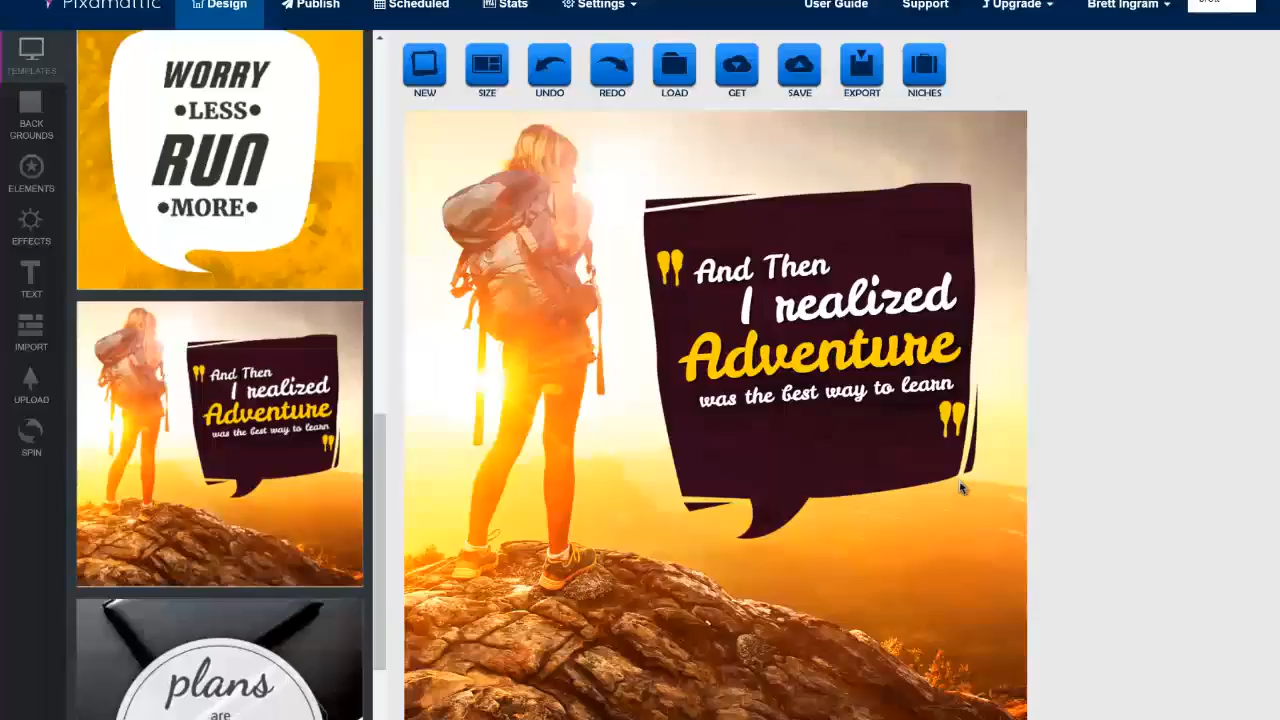 Pixamattic
Design
Publish
Scheduled
Stats
Settings
User Guide
Support
Upgrade
Brett Ingram
TEMPLATES
BACK
GROUNDS
ELEMENTS
EFFECTS
TEXT
IMPORT
UPLOAD
SPIN
WORRY
•LESS•
RUN
•MORE•
" And Then
I realized
Adventure
was the best way to learn
"
plans
are
NEW
SIZE
UNDO
REDO
LOAD
GET
SAVE
EXPORT
NICHES
" And Then
I realized
Adventure
was the best way to learn
"